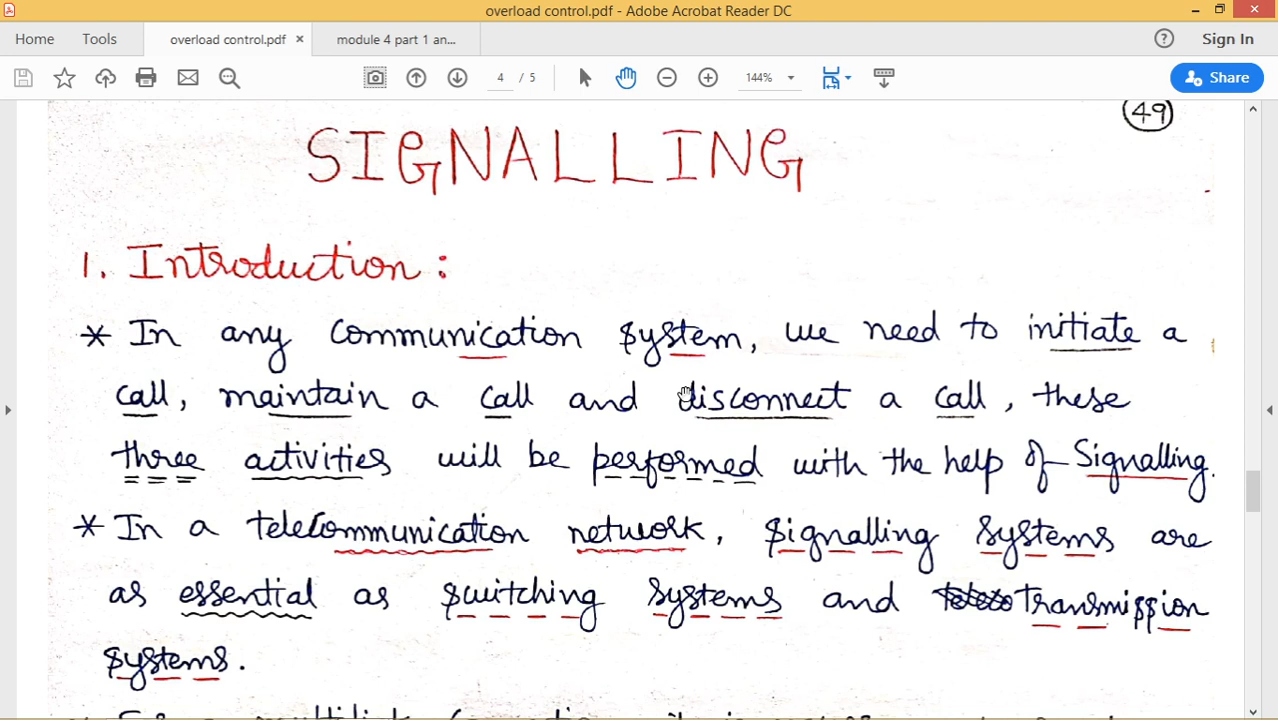 overload control.pdf - Adobe Acrobat Reader DC
Home Tools overload control.pdf × module 4 part 1 an... Sign In
4 / 5 144% Share
49
SIGNALLING
1. Introduction :
* In any communication system, we need to initiate a
call, maintain a call and disconnect a call, these
three activities will be performed with the help of Signalling.
* In a telecommunication network, signalling systems are
as essential as switching systems and transmission
systems.